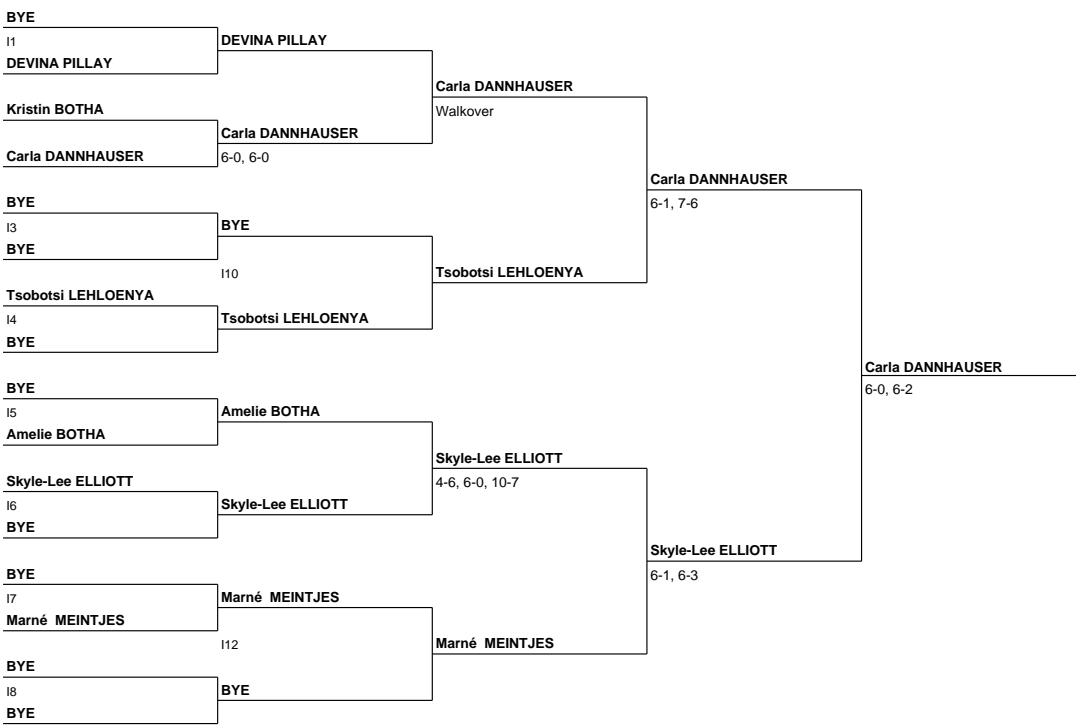 BYE
I1
DEVINA PILLAY
Kristin BOTHA
Carla DANNHAUSER
BYE
I3
BYE
Tsobotsi LEHLOENYA
I4
BYE
BYE
I5
Amelie BOTHA
Skyle-Lee ELLIOTT
I6
BYE
BYE
I7
Marné MEINTJES
BYE
I8
BYE
DEVINA PILLAY
Carla DANNHAUSER
6-0, 6-0
BYE
I10
Tsobotsi LEHLOENYA
Amelie BOTHA
Skyle-Lee ELLIOTT
Marné MEINTJES
I12
BYE
Carla DANNHAUSER
Walkover
Tsobotsi LEHLOENYA
Skyle-Lee ELLIOTT
4-6, 6-0, 10-7
Marné MEINTJES
Carla DANNHAUSER
6-1, 7-6
Skyle-Lee ELLIOTT
6-1, 6-3
Carla DANNHAUSER
6-0, 6-2